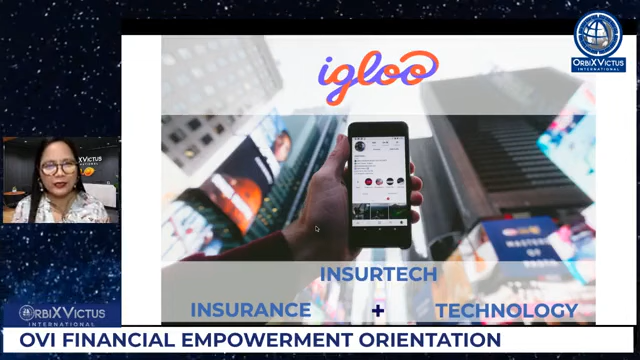 igloo
ORBIXVICTUS
INTERNATIONAL
INSURTECH
INSURANCE + TECHNOLOGY
ORBIXVICTUS
INTERNATIONAL
OVI FINANCIAL EMPOWERMENT ORIENTATION